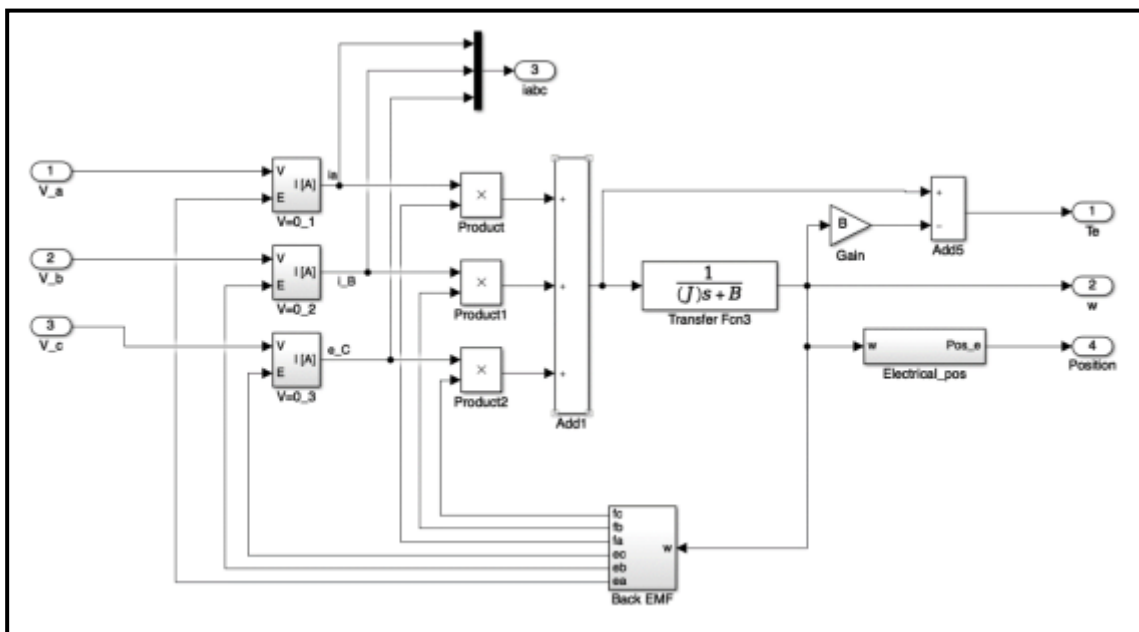 3
iabc
1
V_a
V
E
I [A]
V=0_1
ia
×
Product
+
2
V_b
V
E
I [A]
V=0_2
i_B
×
Product1
+
3
V_c
V
E
I [A]
V=0_3
e_C
×
Product2
+
Add1
1
(J)s+B
Transfer Fcn3
B
Gain
+
−
Add5
1
Te
2
w
w
Pos_e
Electrical_pos
4
Position
fc
fb
fa
ec
eb
ea
w
Back EMF